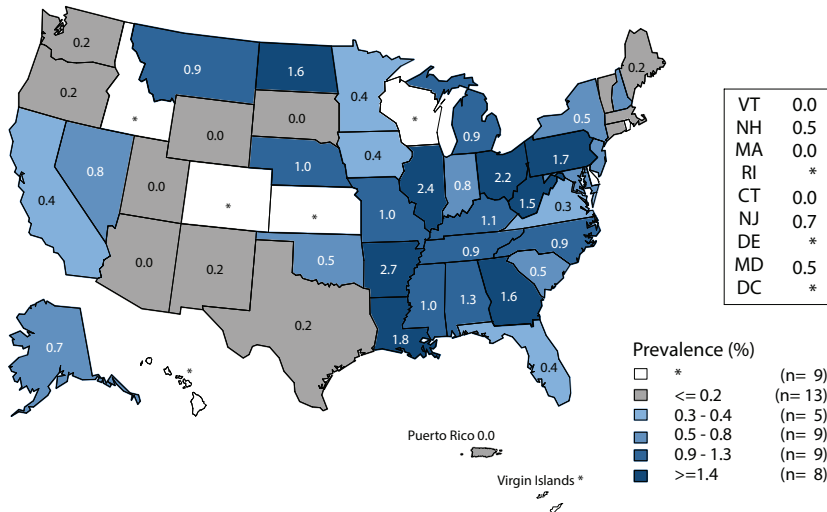 0.2
0.2
0.2
*
0.9
1.6
0.4
*
0.9
0.5
0.0
0.0
0.4
0.8
0.0
*
1.0
*
0.4
2.4
0.8
2.2
1.7
1.5
0.3
1.0
1.1
0.9
0.9
0.0
0.2
0.5
2.7
0.5
0.2
1.8
1.0
1.3
1.6
0.4
0.7
*
Puerto Rico 0.0
Virgin Islands *
VT 0.0
NH 0.5
MA 0.0
RI *
CT 0.0
NJ 0.7
DE *
MD 0.5
DC *
Prevalence (%)
* (n= 9)
<= 0.2 (n= 13)
0.3 - 0.4 (n= 5)
0.5 - 0.8 (n= 9)
0.9 - 1.3 (n= 9)
>=1.4 (n= 8)